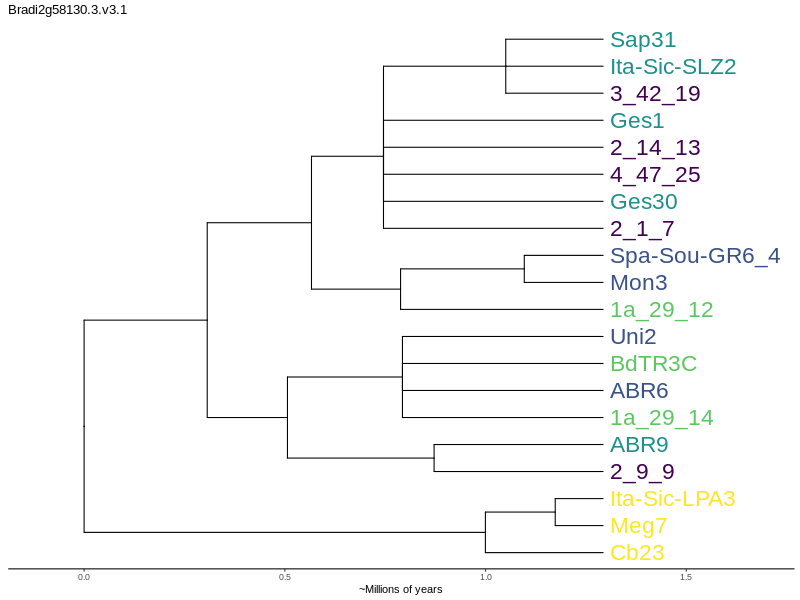 Bradi2g58130.3.v3.1
Sap31
Ita-Sic-SLZ2
3_42_19
Ges1
2_14_13
4_47_25
Ges30
2_1_7
Spa-Sou-GR6_4
Mon3
1a_29_12
Uni2
BdTR3C
ABR6
1a_29_14
ABR9
2_9_9
Ita-Sic-LPA3
Meg7
Cb23
0.0 0.5 1.0 1.5
~Millions of years